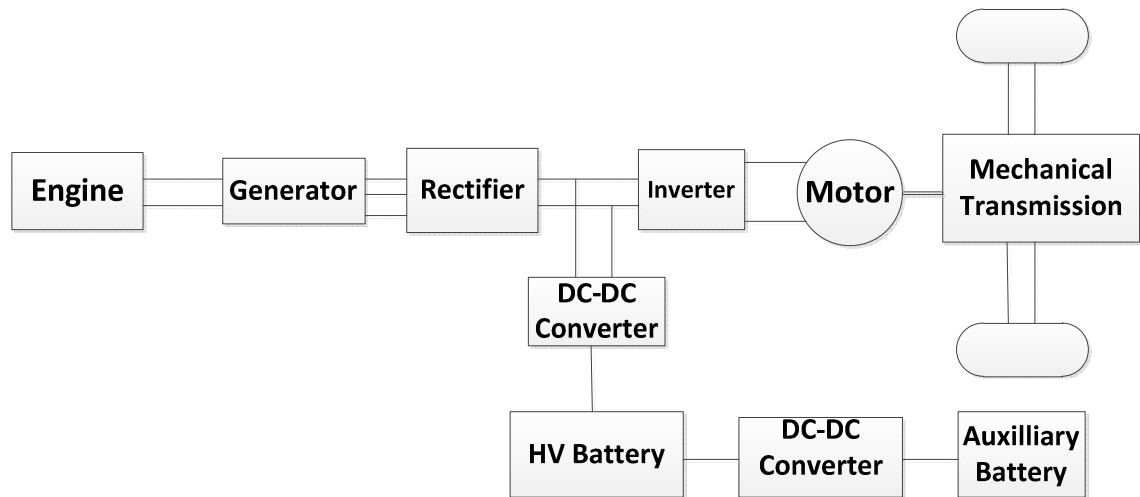 Engine
Generator
Rectifier
Inverter
Motor
Mechanical
Transmission
DC-DC
Converter
HV Battery
DC-DC
Converter
Auxilliary
Battery